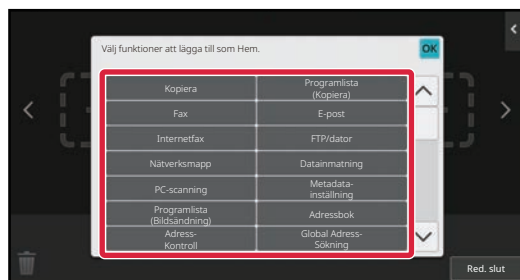 Välj funktioner att lägga till som Hem.
OK
Kopiera
Programlista
(Kopiera)
Fax
E-post
Internetfax
FTP/dator
Nätverksmapp
Datainmatning
PC-scanning
Metadata-
inställning
Programlista
(Bildsändning)
Adressbok
Adress-
Kontroll
Global Adress-
Sökning
Red. slut